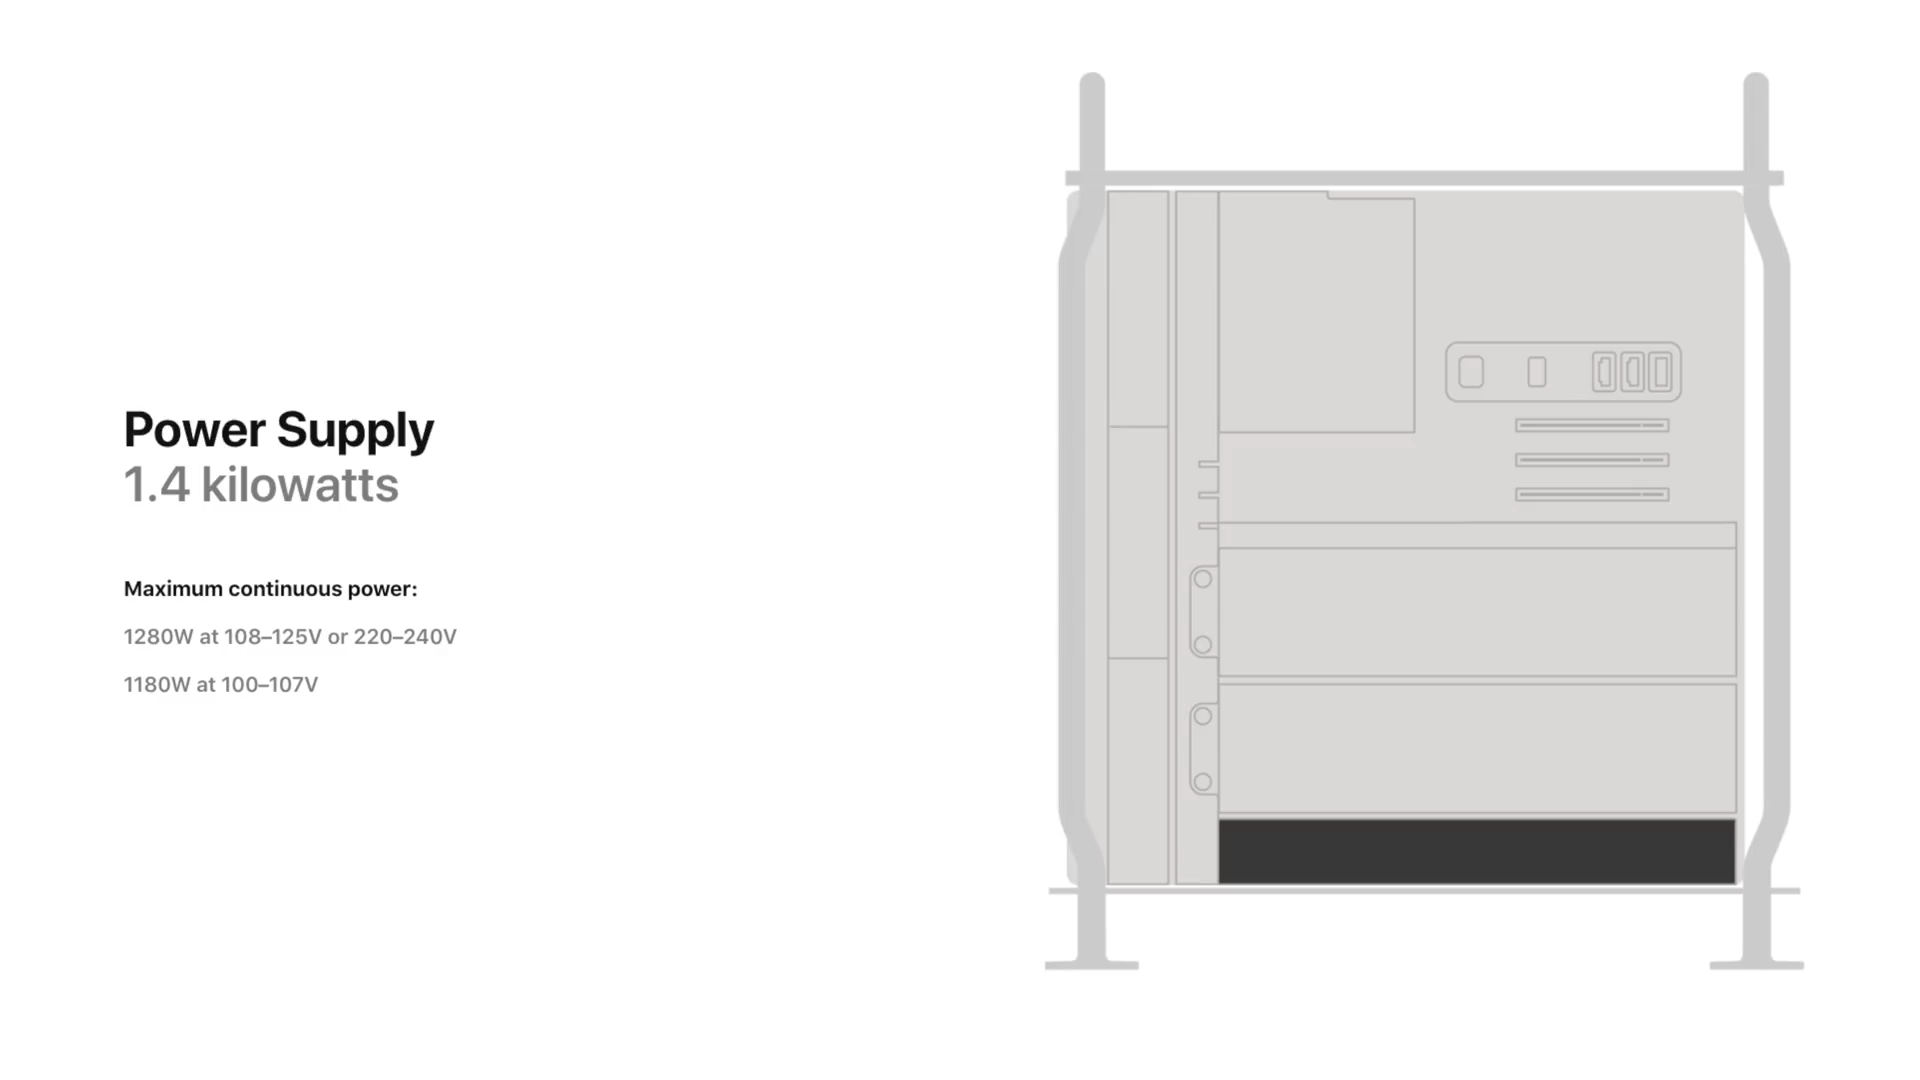 Power Supply
1.4 kilowatts
Maximum continuous power:
1280W at 108–125V or 220–240V
1180W at 100–107V